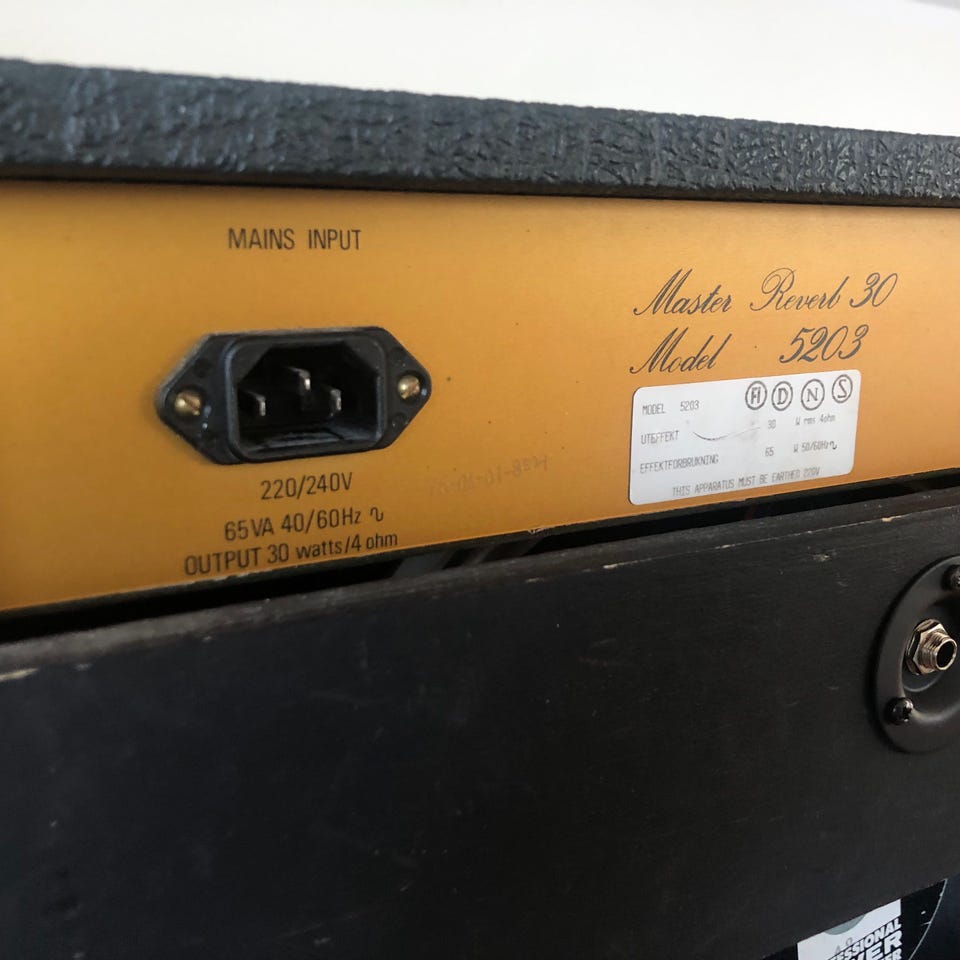 MAINS INPUT
Master Reverb 30
Model 5203
MODEL 5203
FI D N S
UTEFFEKT 30 W rms 4ohm
EFFEKTFORBRUKNING 65 W 50/60Hz∿
THIS APPARATUS MUST BE EARTHED 220V
220/240V
65VA 40/60Hz ∿
OUTPUT 30 watts/4 ohm